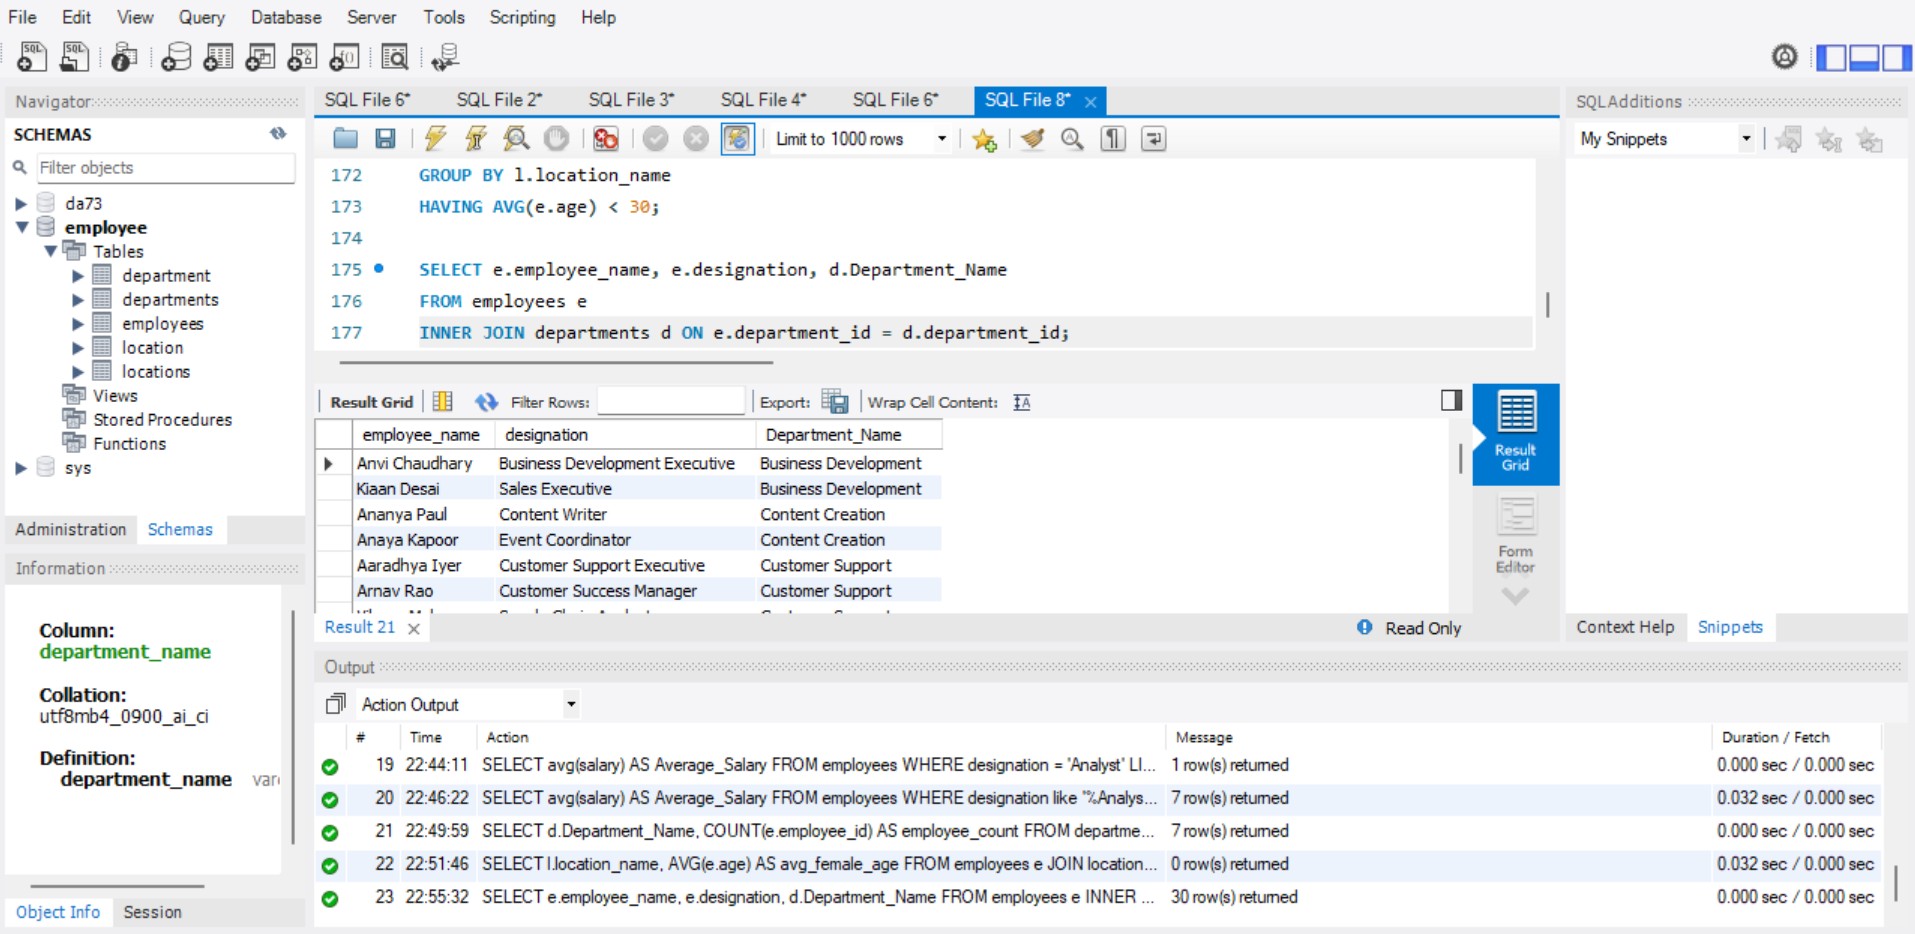 File Edit View Query Database Server Tools Scripting Help
Navigator
SCHEMAS
Filter objects
da73
employee
Tables
department
departments
employees
location
locations
Views
Stored Procedures
Functions
sys
Administration Schemas
Information
Column:
department_name
Collation:
utf8mb4_0900_ai_ci
Definition:
department_name
Object Info Session
SQL File 6* SQL File 2* SQL File 3* SQL File 4* SQL File 6* SQL File 8*
Limit to 1000 rows
172 GROUP BY l.location_name
173 HAVING AVG(e.age) < 30;
174
175 SELECT e.employee_name, e.designation, d.Department_Name
176 FROM employees e
177 INNER JOIN departments d ON e.department_id = d.department_id;
Result Grid Filter Rows: Export: Wrap Cell Content:
employee_name designation Department_Name
Anvi Chaudhary Business Development Executive Business Development
Kiaan Desai Sales Executive Business Development
Ananya Paul Content Writer Content Creation
Anaya Kapoor Event Coordinator Content Creation
Aaradhya Iyer Customer Support Executive Customer Support
Arnav Rao Customer Success Manager Customer Support
Result 21
Read Only
Result
Grid
Form
Editor
SQLAdditions
My Snippets
Context Help Snippets
Output
Action Output
# Time Action Message Duration / Fetch
19 22:44:11 SELECT avg(salary) AS Average_Salary FROM employees WHERE designation = 'Analyst' LI... 1 row(s) returned 0.000 sec / 0.000 sec
20 22:46:22 SELECT avg(salary) AS Average_Salary FROM employees WHERE designation like "%Analys... 7 row(s) returned 0.032 sec / 0.000 sec
21 22:49:59 SELECT d.Department_Name, COUNT(e.employee_id) AS employee_count FROM departme... 7 row(s) returned 0.000 sec / 0.000 sec
22 22:51:46 SELECT l.location_name, AVG(e.age) AS avg_female_age FROM employees e JOIN location... 0 row(s) returned 0.032 sec / 0.000 sec
23 22:55:32 SELECT e.employee_name, e.designation, d.Department_Name FROM employees e INNER ... 30 row(s) returned 0.000 sec / 0.000 sec